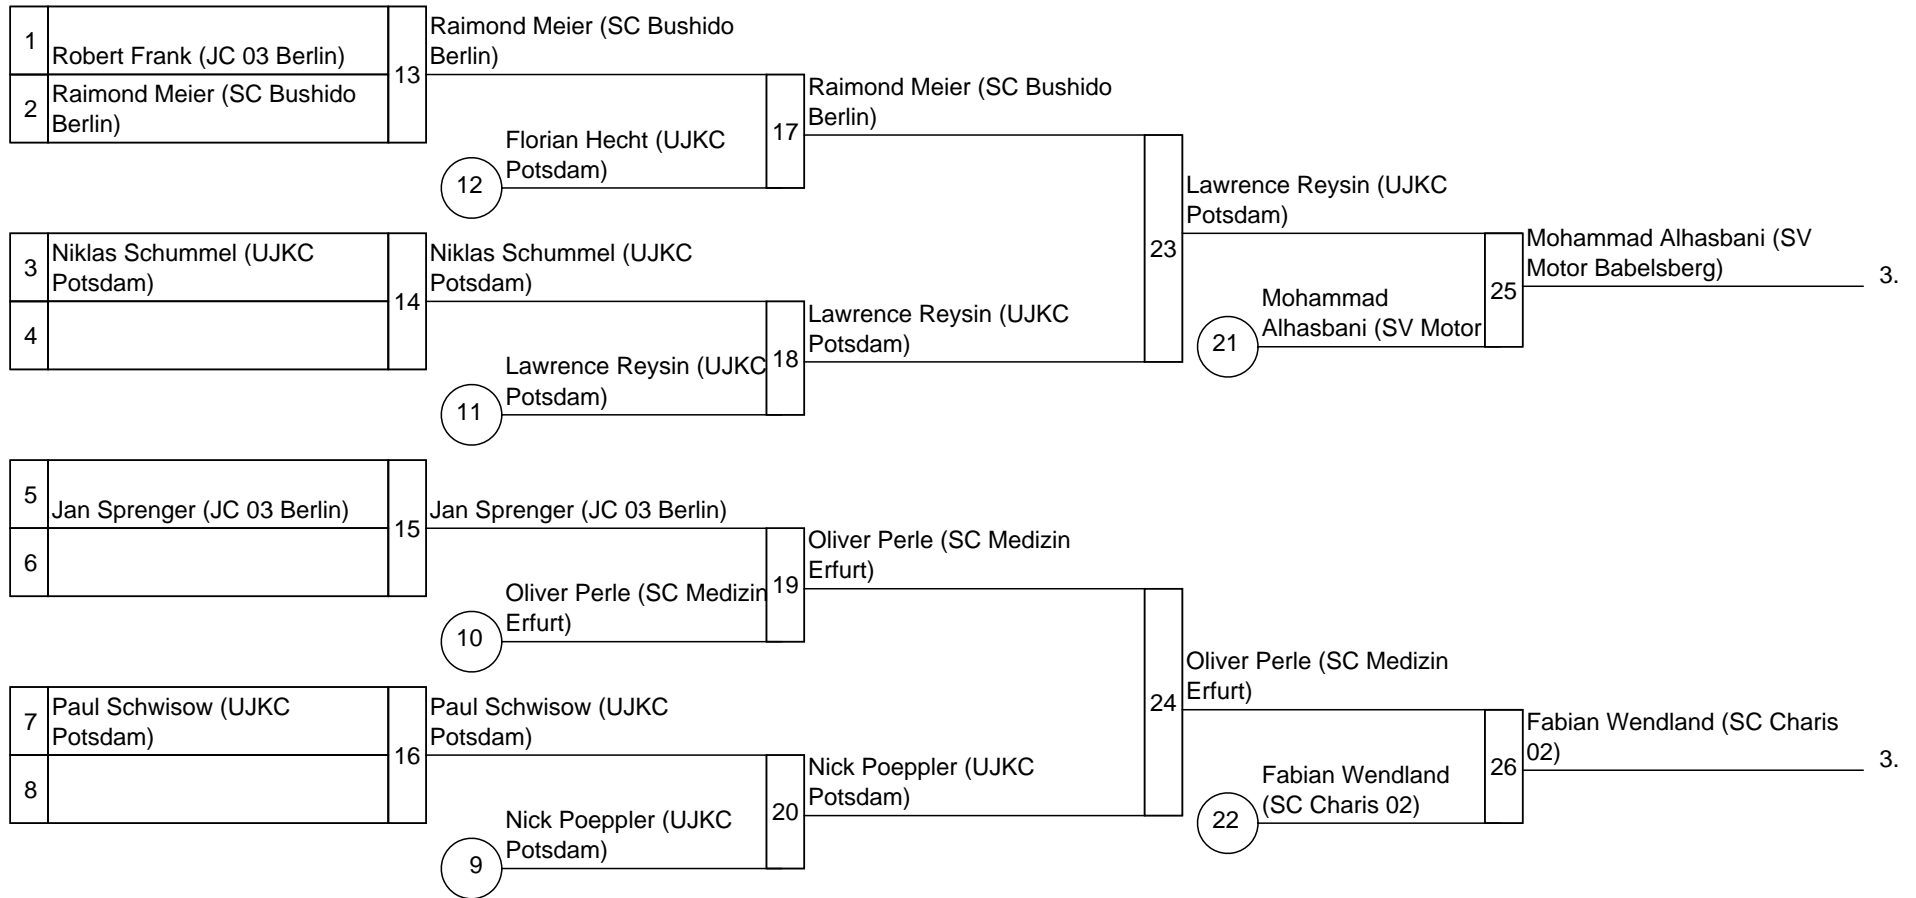 1
Robert Frank (JC 03 Berlin)
2
Raimond Meier (SC Bushido
Berlin)
13
Raimond Meier (SC Bushido
Berlin)
12
Florian Hecht (UJKC
Potsdam)
17
Raimond Meier (SC Bushido
Berlin)
3
Niklas Schummel (UJKC
Potsdam)
4
14
Niklas Schummel (UJKC
Potsdam)
11
Lawrence Reysin (UJKC
Potsdam)
18
Lawrence Reysin (UJKC
Potsdam)
23
Lawrence Reysin (UJKC
Potsdam)
21
Mohammad
Alhasbani (SV Motor
25
Mohammad Alhasbani (SV
Motor Babelsberg)
3.
5
Jan Sprenger (JC 03 Berlin)
6
15
Jan Sprenger (JC 03 Berlin)
10
Oliver Perle (SC Medizin
Erfurt)
19
Oliver Perle (SC Medizin
Erfurt)
7
Paul Schwisow (UJKC
Potsdam)
8
16
Paul Schwisow (UJKC
Potsdam)
9
Nick Poeppler (UJKC
Potsdam)
20
Nick Poeppler (UJKC
Potsdam)
24
Oliver Perle (SC Medizin
Erfurt)
22
Fabian Wendland
(SC Charis 02)
26
Fabian Wendland (SC Charis
02)
3.